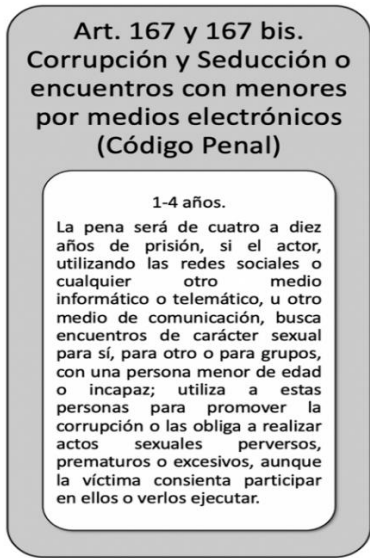 Art. 167 y 167 bis.
Corrupción y Seducción o
encuentros con menores
por medios electrónicos
(Código Penal)
1-4 años.
La pena será de cuatro a diez
años de prisión, si el actor,
utilizando las redes sociales o
cualquier otro medio
informático o telemático, u otro
medio de comunicación, busca
encuentros de carácter sexual
para sí, para otro o para grupos,
con una persona menor de edad
o incapaz; utiliza a estas
personas para promover la
corrupción o las obliga a realizar
actos sexuales perversos,
prematuros o excesivos, aunque
la víctima consienta participar
en ellos o verlos ejecutar.